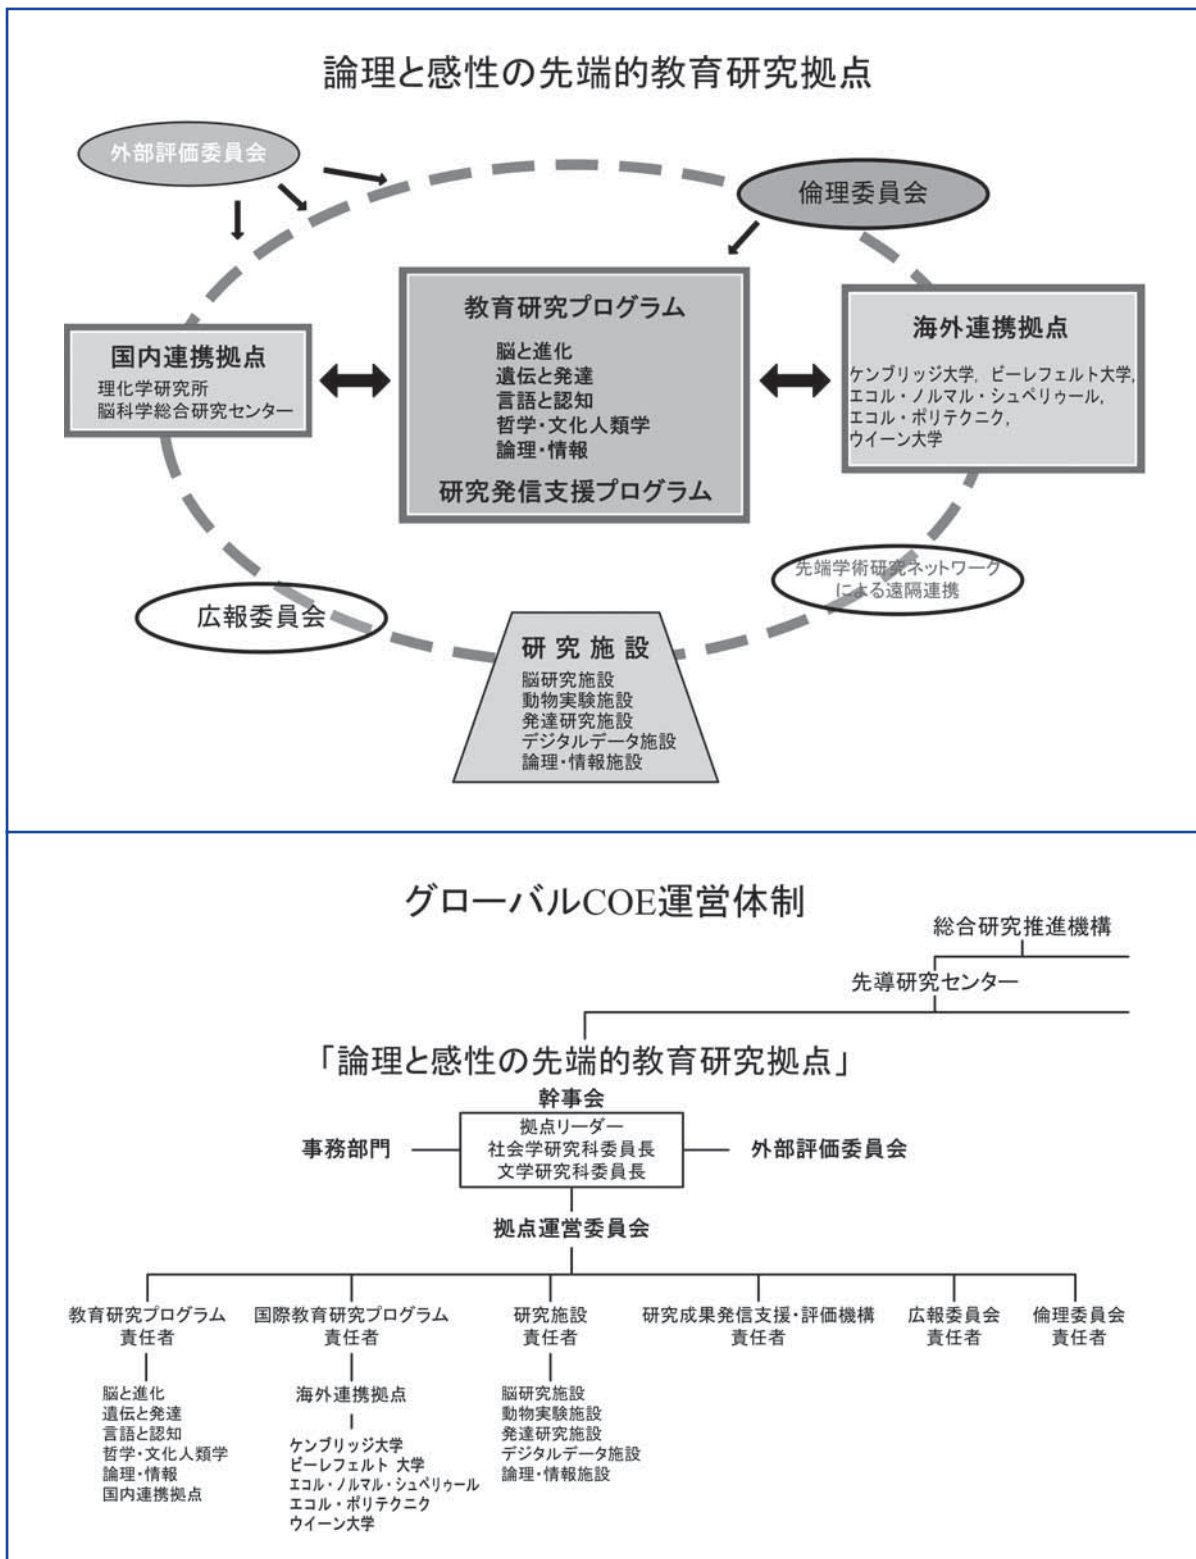 論理と感性の先端的教育研究拠点
外部評価委員会
倫理委員会
国内連携拠点
理化学研究所
脳科学総合研究センター
教育研究プログラム
脳と進化
遺伝と発達
言語と認知
哲学・文化人類学
論理・情報
研究発信支援プログラム
海外連携拠点
ケンブリッジ大学, ビーレフェルト大学,
エコル・ノルマル・シュペリゥール,
エコル・ポリテクニク,
ウイーン大学
広報委員会
先端学術研究ネットワーク
による遠隔連携
研究施設
脳研究施設
動物実験施設
発達研究施設
デジタルデータ施設
論理・情報施設
グローバルCOE運営体制
総合研究推進機構
先導研究センター
「論理と感性の先端的教育研究拠点」
幹事会
拠点リーダー
社会学研究科委員長
文学研究科委員長
事務部門
外部評価委員会
拠点運営委員会
教育研究プログラム
責任者
脳と進化
遺伝と発達
言語と認知
哲学・文化人類学
論理・情報
国内連携拠点
国際教育研究プログラム
責任者
海外連携拠点
ケンブリッジ大学
ビーレフェルト 大学
エコル・ノルマル・シュペリゥール
エコル・ポリテクニク
ウイーン大学
研究施設
責任者
脳研究施設
動物実験施設
発達研究施設
デジタルデータ施設
論理・情報施設
研究成果発信支援・評価機構
責任者
広報委員会
責任者
倫理委員会
責任者